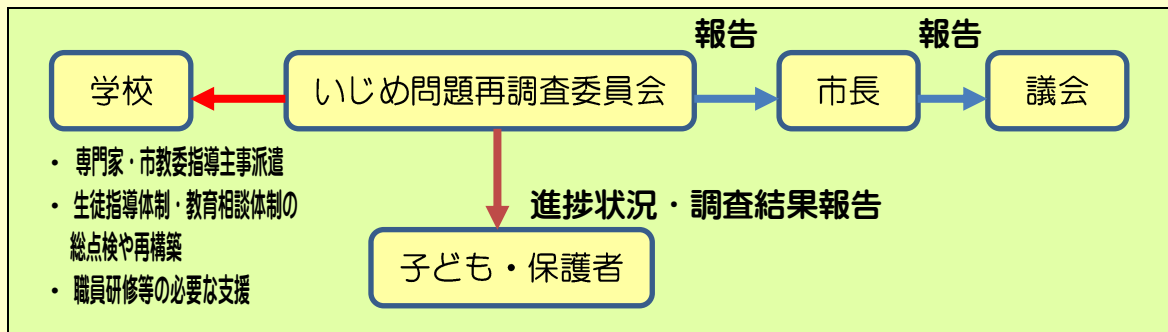 報告
報告
学校
いじめ問題再調査委員会
市長
議会
・ 専門家・市教委指導主事派遣
・ 生徒指導体制・教育相談体制の
総点検や再構築
・ 職員研修等の必要な支援
進捗状況・調査結果報告
子ども・保護者